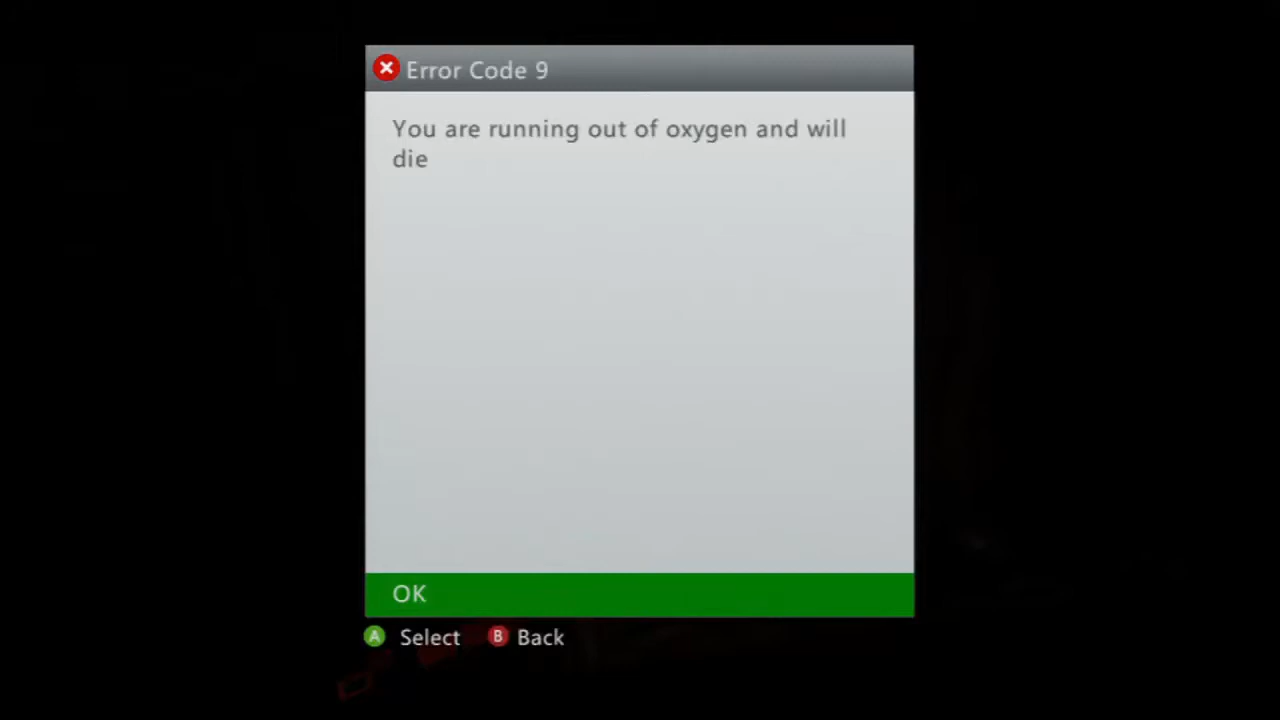 Error Code 9
You are running out of oxygen and will
die
OK
A Select B Back